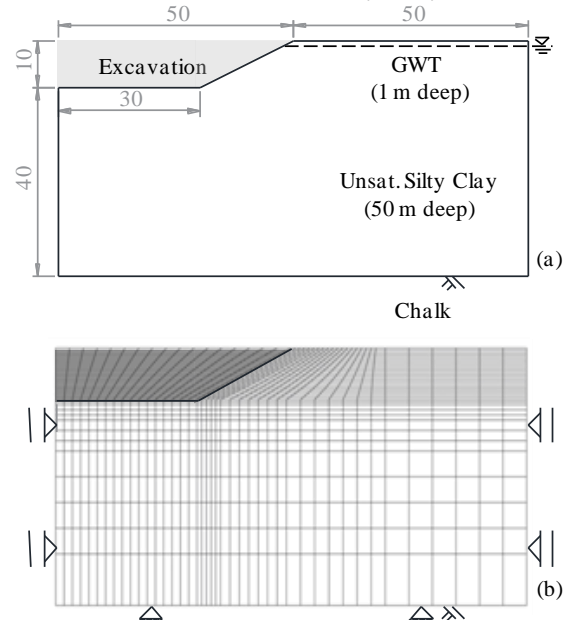 50
50
10
Excavation
GWT
(1 m deep)
30
40
Unsat. Silty Clay
(50 m deep)
(a)
Chalk
(b)